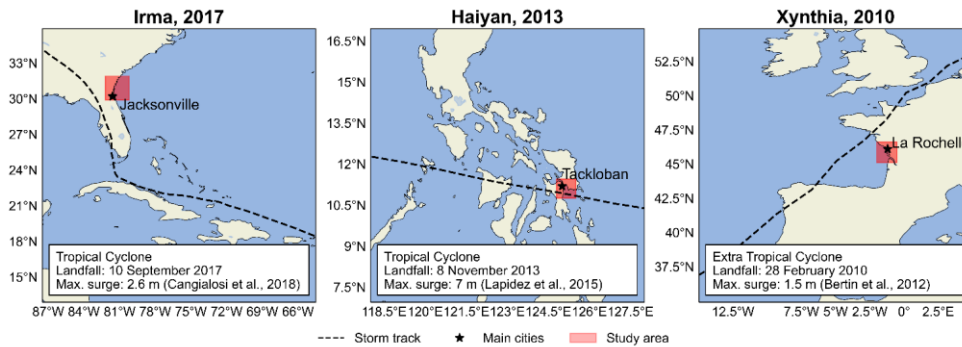 Irma, 2017
Haiyan, 2013
Xynthia, 2010
33°N
30°N
27°N
24°N
21°N
18°N
15°N
Jacksonville
Tropical Cyclone
Landfall: 10 September 2017
Max. surge: 2.6 m (Cangialosi et al., 2018)
87°W 84°W 81°W 78°W 75°W 72°W 69°W 66°W
16.5°N
15°N
13.5°N
12°N
10.5°N
9°N
7.5°N
Tackloban
Tropical Cyclone
Landfall: 8 November 2013
Max. surge: 7 m (Lapidez et al., 2015)
118.5°E 120°E 121.5°E 123°E 125.5°E 126°E 127.5°E
52.5°N
50°N
47.5°N
45°N
42.5°N
40°N
37.5°N
La Rochell
Extra Tropical Cyclone
Landfall: 28 February 2010
Max. surge: 1.5 m (Bertin et al., 2012)
12.5°W 7.5°W 5°W 2.5°W 0° 2.5°E
Storm track
Main cities
Study area